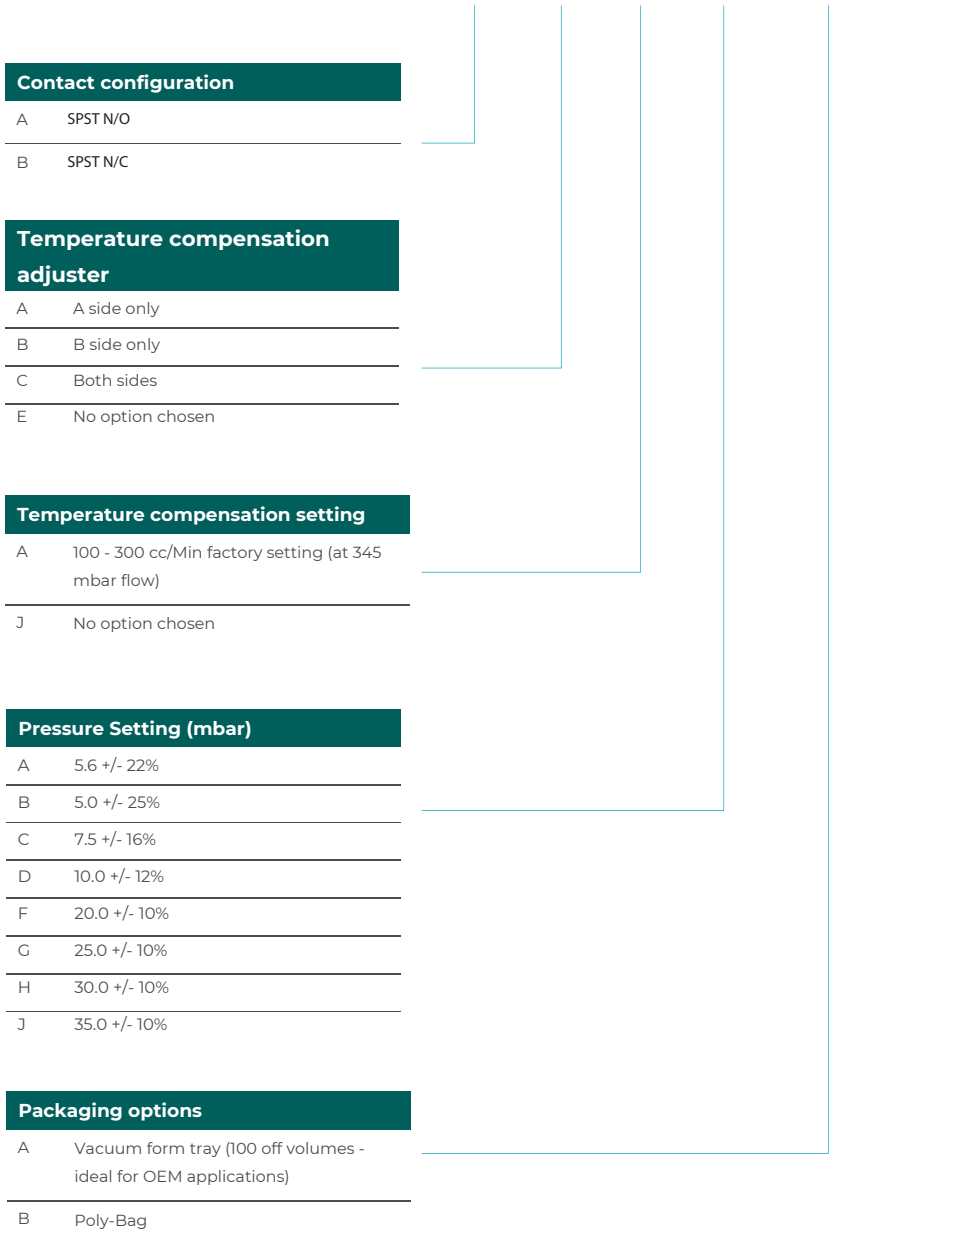 Contact configuration
A SPST N/O
B SPST N/C
Temperature compensation
adjuster
A A side only
B B side only
C Both sides
E No option chosen
Temperature compensation setting
A 100 - 300 cc/Min factory setting (at 345
mbar flow)
J No option chosen
Pressure Setting (mbar)
A 5.6 +/- 22%
B 5.0 +/- 25%
C 7.5 +/- 16%
D 10.0 +/- 12%
F 20.0 +/- 10%
G 25.0 +/- 10%
H 30.0 +/- 10%
J 35.0 +/- 10%
Packaging options
A Vacuum form tray (100 off volumes -
ideal for OEM applications)
B Poly-Bag